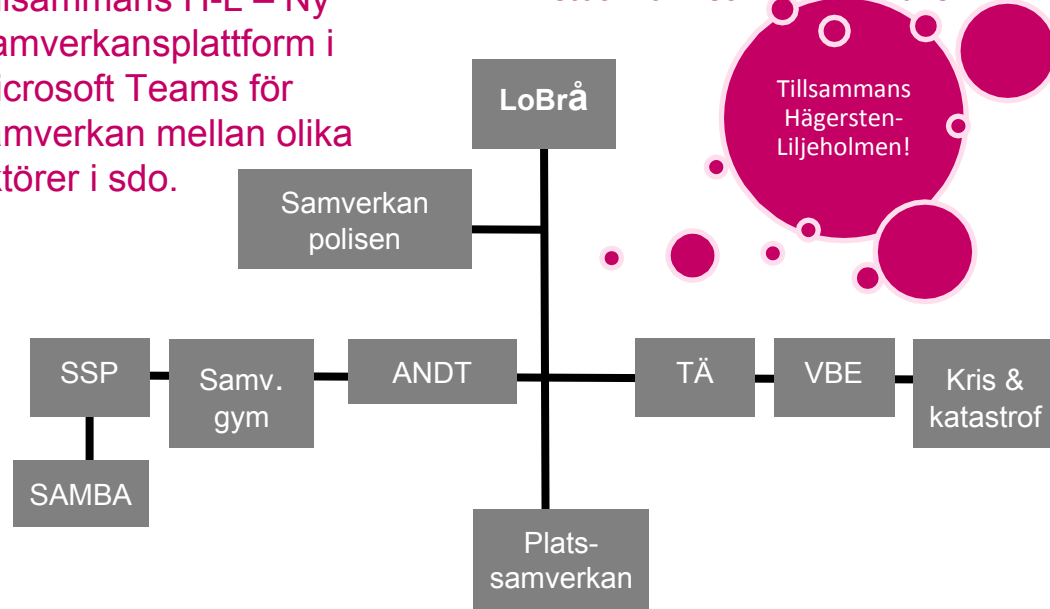 amverkansplattform i
icrosoft Teams för
amverkan mellan olika
törer i sdo.
LoBrå
Tillsammans
Hägersten-
Liljeholmen!
Samverkan
polisen
SSP
Samv.
gym
ANDT
TÄ
VBE
Kris &
katastrof
SAMBA
Plats-
samverkan